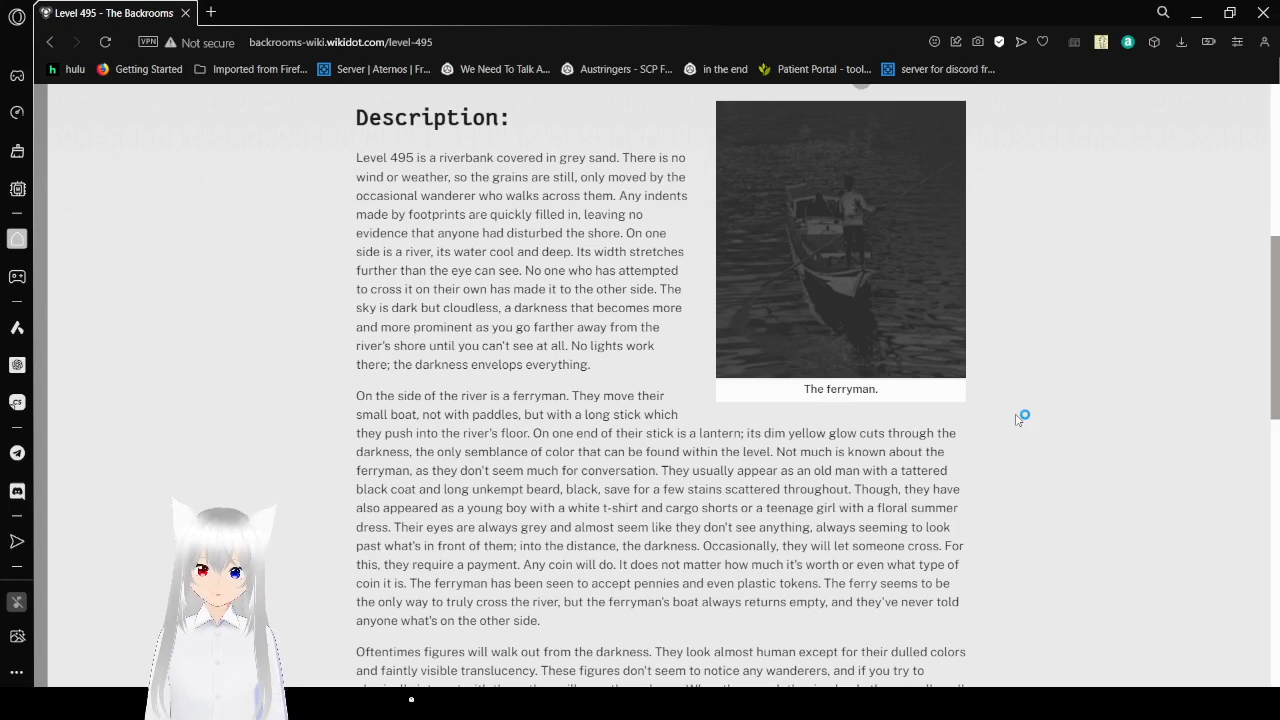 Level 495 - The Backrooms
VPN
Not secure
backrooms-wiki.wikidot.com/level-495
hulu
Getting Started
Imported from Firef...
Server | Aternos | Fr...
We Need To Talk A...
Austringers - SCP F...
in the end
Patient Portal - tool...
server for discord fr...
Description:
Level 495 is a riverbank covered in grey sand. There is no
wind or weather, so the grains are still, only moved by the
occasional wanderer who walks across them. Any indents
made by footprints are quickly filled in, leaving no
evidence that anyone had disturbed the shore. On one
side is a river, its water cool and deep. Its width stretches
further than the eye can see. No one who has attempted
to cross it on their own has made it to the other side. The
sky is dark but cloudless, a darkness that becomes more
and more prominent as you go farther away from the
river's shore until you can't see at all. No lights work
there; the darkness envelops everything.
The ferryman.
On the side of the river is a ferryman. They move their
small boat, not with paddles, but with a long stick which
they push into the river's floor. On one end of their stick is a lantern; its dim yellow glow cuts through the
darkness, the only semblance of color that can be found within the level. Not much is known about the
ferryman, as they don't seem much for conversation. They usually appear as an old man with a tattered
black coat and long unkempt beard, black, save for a few stains scattered throughout. Though, they have
also appeared as a young boy with a white t-shirt and cargo shorts or a teenage girl with a floral summer
dress. Their eyes are always grey and almost seem like they don't see anything, always seeming to look
past what's in front of them; into the distance, the darkness. Occasionally, they will let someone cross. For
this, they require a payment. Any coin will do. It does not matter how much it's worth or even what type of
coin it is. The ferryman has been seen to accept pennies and even plastic tokens. The ferry seems to be
the only way to truly cross the river, but the ferryman's boat always returns empty, and they've never told
anyone what's on the other side.
Oftentimes figures will walk out from the darkness. They look almost human except for their dulled colors
and faintly visible translucency. These figures don't seem to notice any wanderers, and if you try to